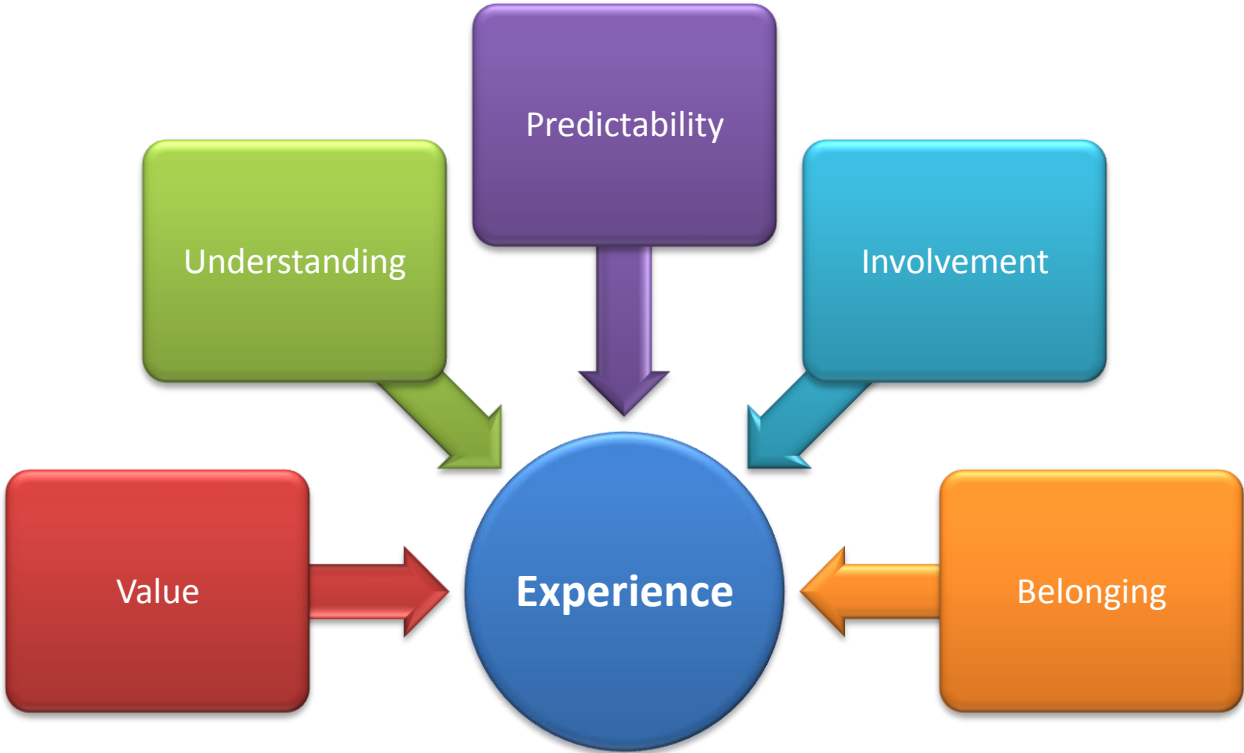 Predictability
Understanding
Involvement
Value
Experience
Belonging